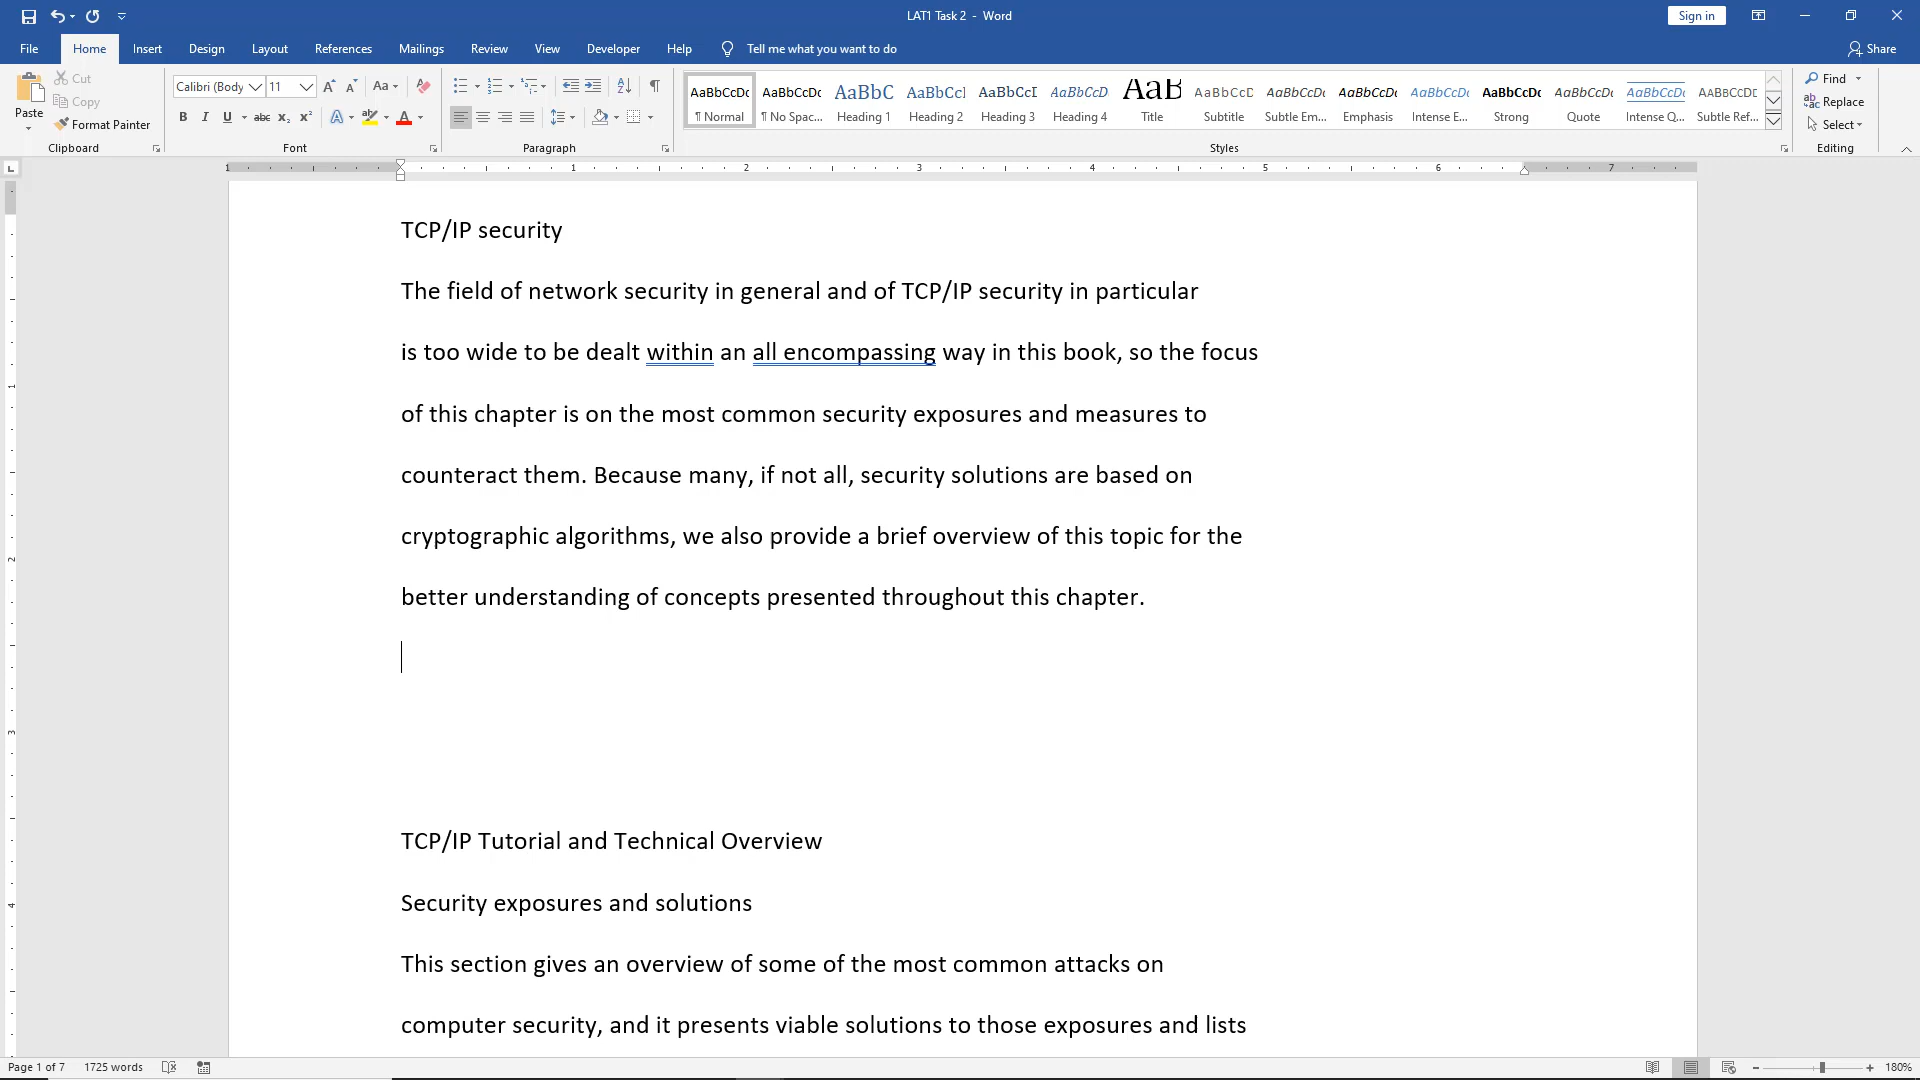 LAT1 Task 2 - Word
Sign in
File Home Insert Design Layout References Mailings Review View Developer Help Tell me what you want to do Share
Paste
Cut
Copy
Format Painter
Clipboard
Calibri (Body 11
Font
Paragraph
AaBbCcDc AaBbCcDc AaBbC AaBbCcI AaBbCcI AaBbCcD AaB AaBbCcD AaBbCcDc AaBbCcDc AaBbCcDc AaBbCcDc AaBbCcDc AaBbCcDc AABBCCDE
¶ Normal ¶ No Spac... Heading 1 Heading 2 Heading 3 Heading 4 Title Subtitle Subtle Em... Emphasis Intense E... Strong Quote Intense Q... Subtle Ref...
Styles
Find
Replace
Select
Editing
1 1 2 3 4 5 6 7
TCP/IP security
The field of network security in general and of TCP/IP security in particular
is too wide to be dealt within an all encompassing way in this book, so the focus
of this chapter is on the most common security exposures and measures to
counteract them. Because many, if not all, security solutions are based on
cryptographic algorithms, we also provide a brief overview of this topic for the
better understanding of concepts presented throughout this chapter.
TCP/IP Tutorial and Technical Overview
Security exposures and solutions
This section gives an overview of some of the most common attacks on
computer security, and it presents viable solutions to those exposures and lists
Page 1 of 7 1725 words
180%